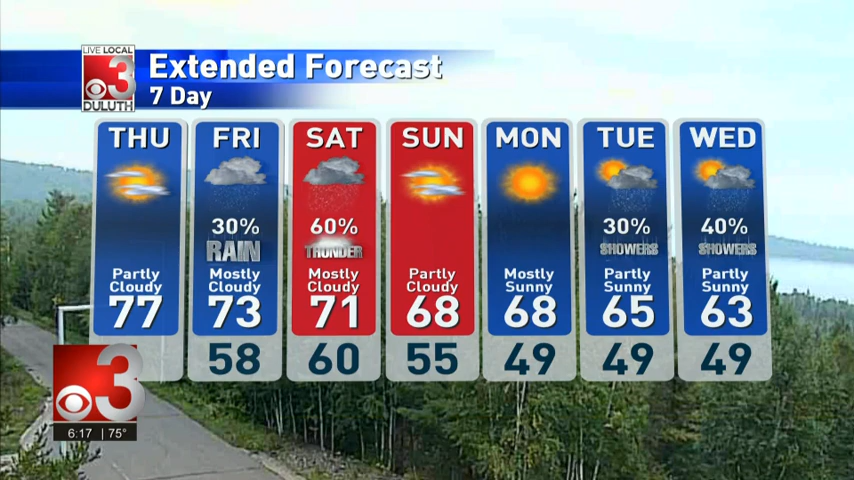 LIVE LOCAL
3
DULUTH
Extended Forecast
7 Day
THU
Partly
Cloudy
77
FRI
30%
RAIN
Mostly
Cloudy
73
58
SAT
60%
THUNDER
Mostly
Cloudy
71
60
SUN
Partly
Cloudy
68
55
MON
Mostly
Sunny
68
49
TUE
30%
SHOWERS
Partly
Sunny
65
49
WED
40%
SHOWERS
Partly
Sunny
63
49
3
6:17 | 75°